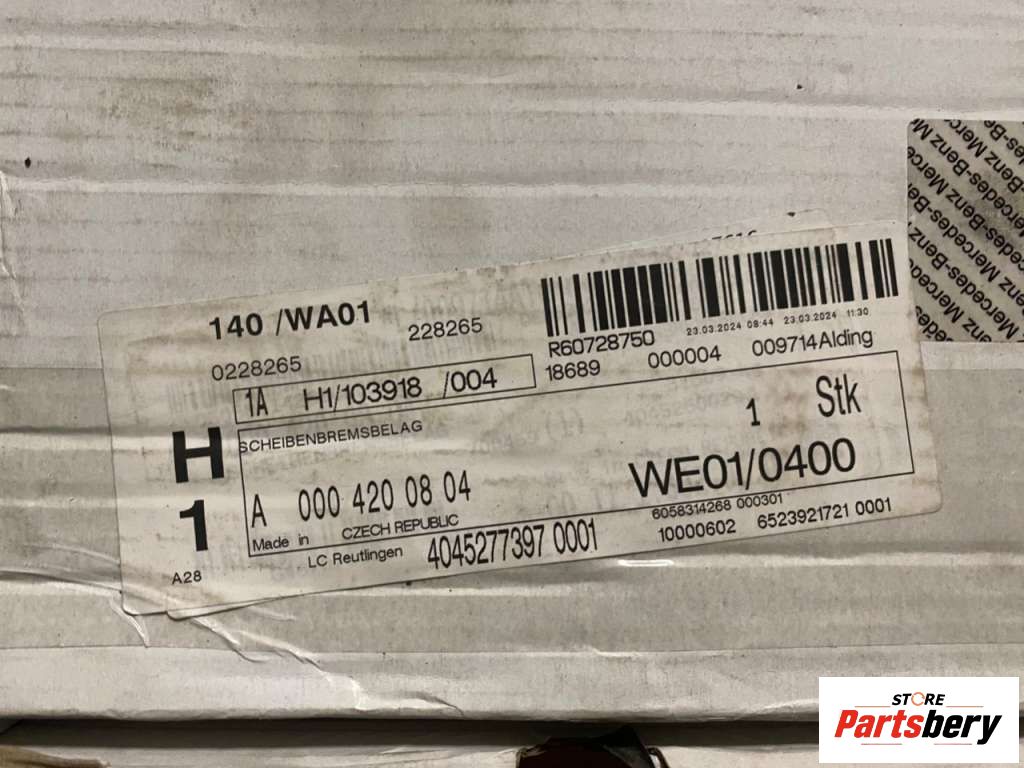 140 /WA01
0228265
228265
R60728750
23.03.2024 08:44 23.03.2024 11:30
18689 000004 009714Alding
1A H1/103918 /004
H
1
SCHEIBENBREMSBELAG
1 Stk
A 000 420 08 04
WE01/0400
Made in CZECH REPUBLIC
6058314268 000301
A28
LC Reutlingen 4045277397 0001 10000602 6523921721 0001
Mercedes-Benz
STORE
Partsbery